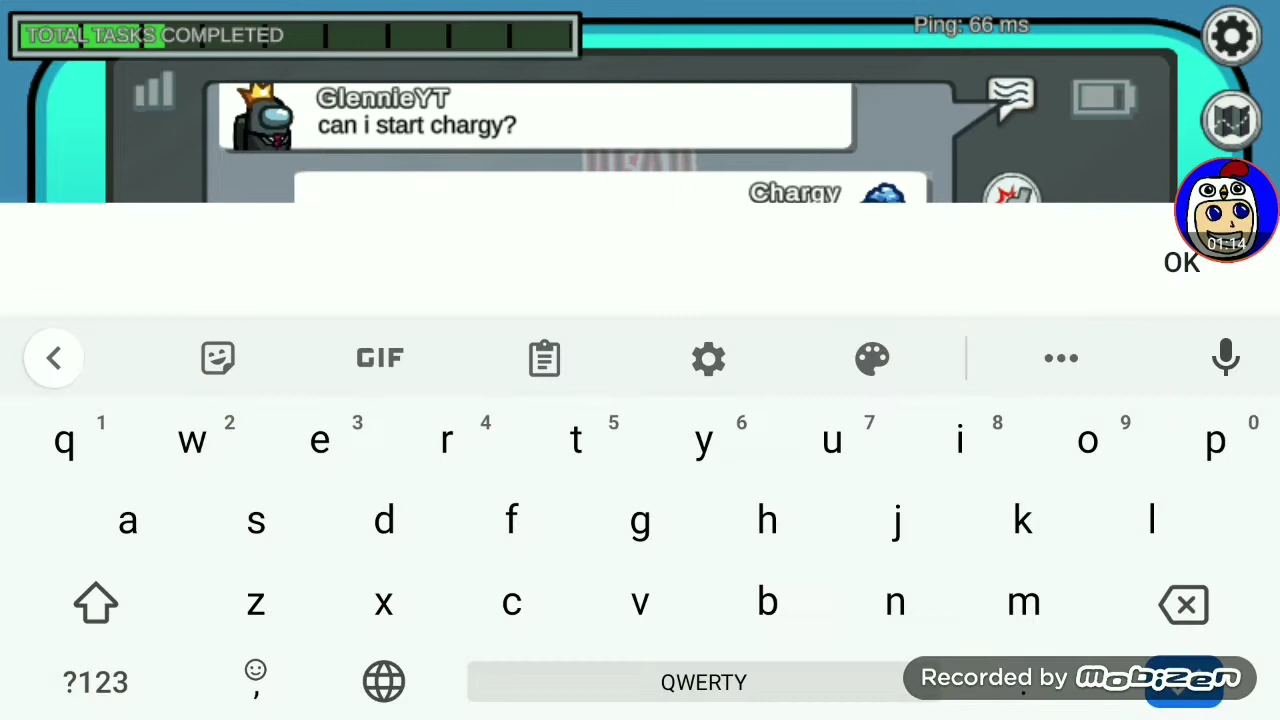 TOTAL TASKS COMPLETED
Ping: 66 ms
GlennieYT
can i start chargy?
DEAD
Chargy
01:14
OK
GIF
1 2 3 4 5 6 7 8 9 0
q w e r t y u i o p
a s d f g h j k l
z x c v b n m
?123 , QWERTY .
Recorded by mobizen